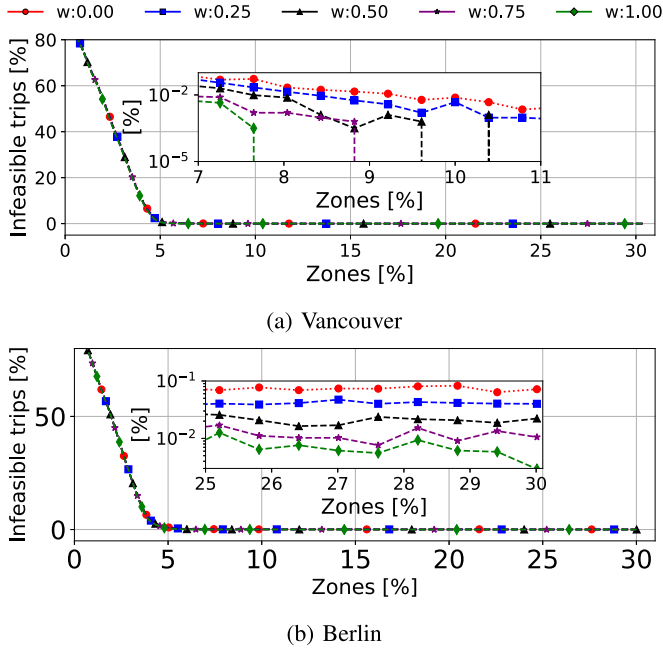 w:0.00 w:0.25 w:0.50 w:0.75 w:1.00
Infeasible trips [%]
80
60
40
20
0
[%]
10⁻²
10⁻⁵
7 8 9 10 11
Zones [%]
0 5 10 15 20 25 30
Zones [%]
(a) Vancouver
Infeasible trips [%]
50
0
[%]
10⁻¹
10⁻²
25 26 27 28 29 30
Zones [%]
0 5 10 15 20 25 30
Zones [%]
(b) Berlin